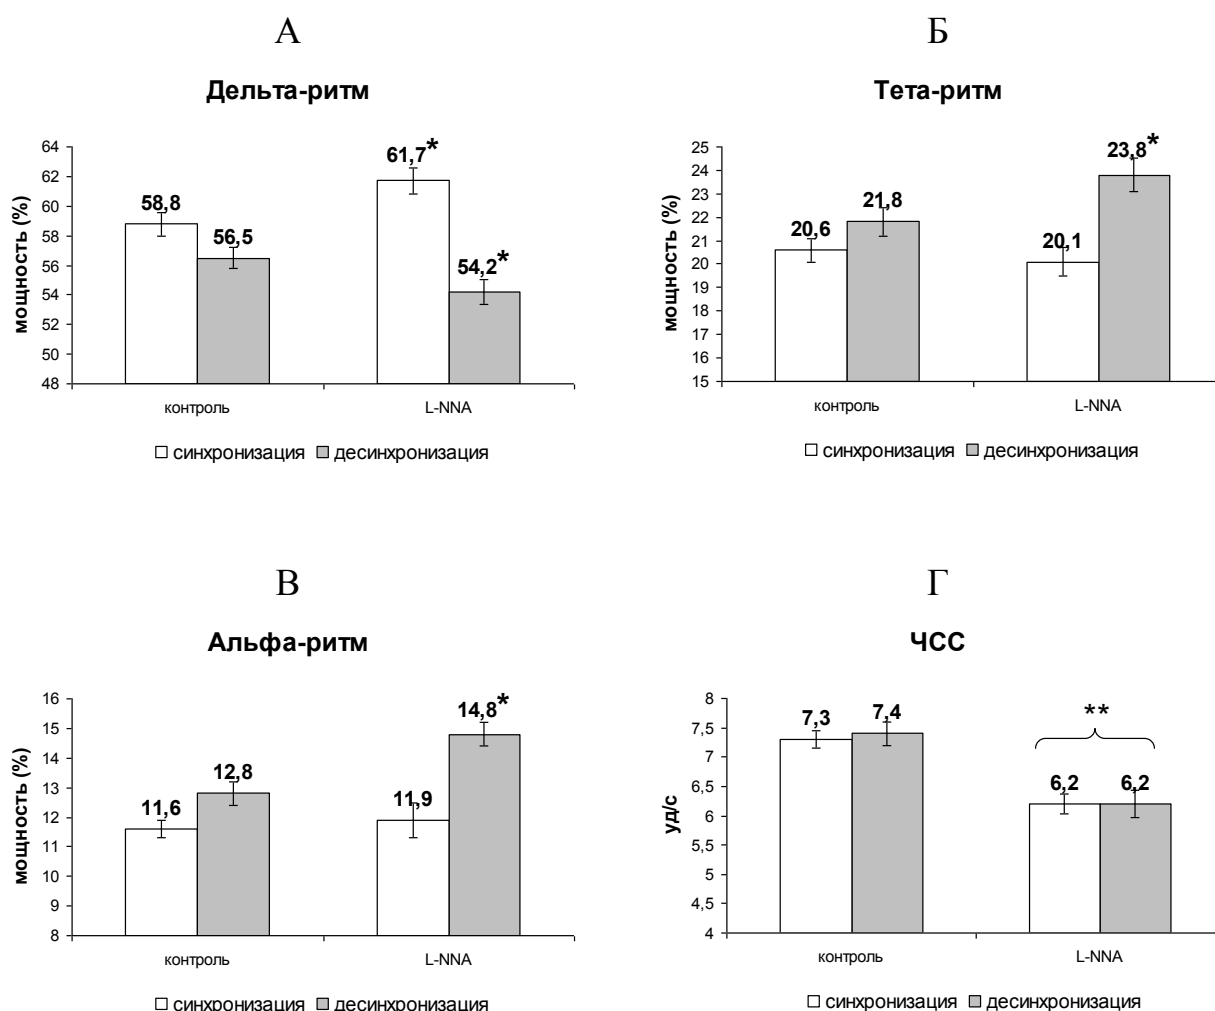 А
Дельта-ритм
мощность (%)
64
62
60
58
56
54
52
50
48
58,8
56,5
61,7*
54,2*
контроль L-NNA
синхронизация десинхронизация
Б
Тета-ритм
мощность (%)
25
24
23
22
21
20
19
18
17
16
15
20,6
21,8
20,1
23,8*
контроль L-NNA
синхронизация десинхронизация
В
Альфа-ритм
мощность (%)
16
15
14
13
12
11
10
9
8
11,6
12,8
11,9
14,8*
контроль L-NNA
синхронизация десинхронизация
Г
ЧСС
уд/с
8
7,5
7
6,5
6
5,5
5
4,5
4
7,3
7,4
**
6,2
6,2
контроль L-NNA
синхронизация десинхронизация